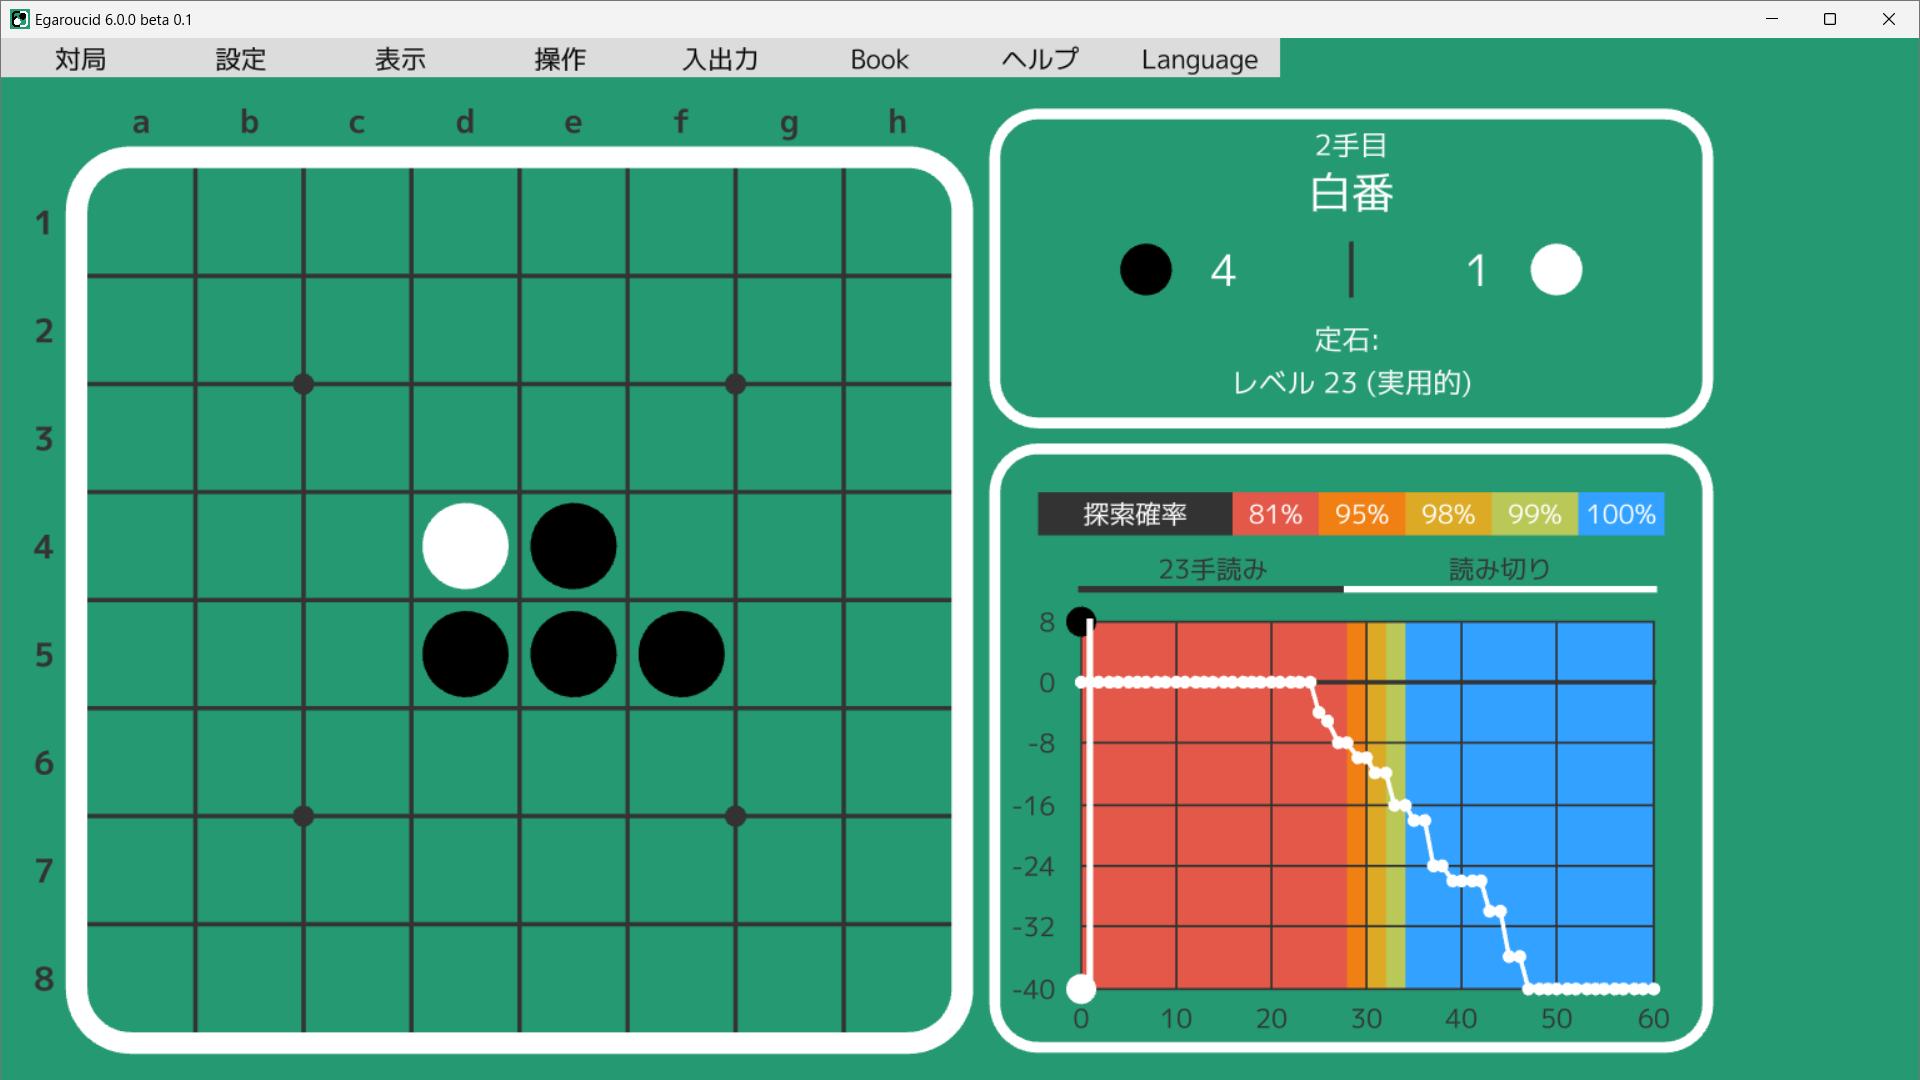 Egaroucid 6.0.0 beta 0.1
対局 設定 表示 操作 入出力 Book ヘルプ Language
a b c d e f g h
1
2
3
4
5
6
7
8
2手目
白番
4 1
定石:
レベル 23 (実用的)
探索確率 81% 95% 98% 99% 100%
23手読み 読み切り
8
0
-8
-16
-24
-32
-40
0 10 20 30 40 50 60